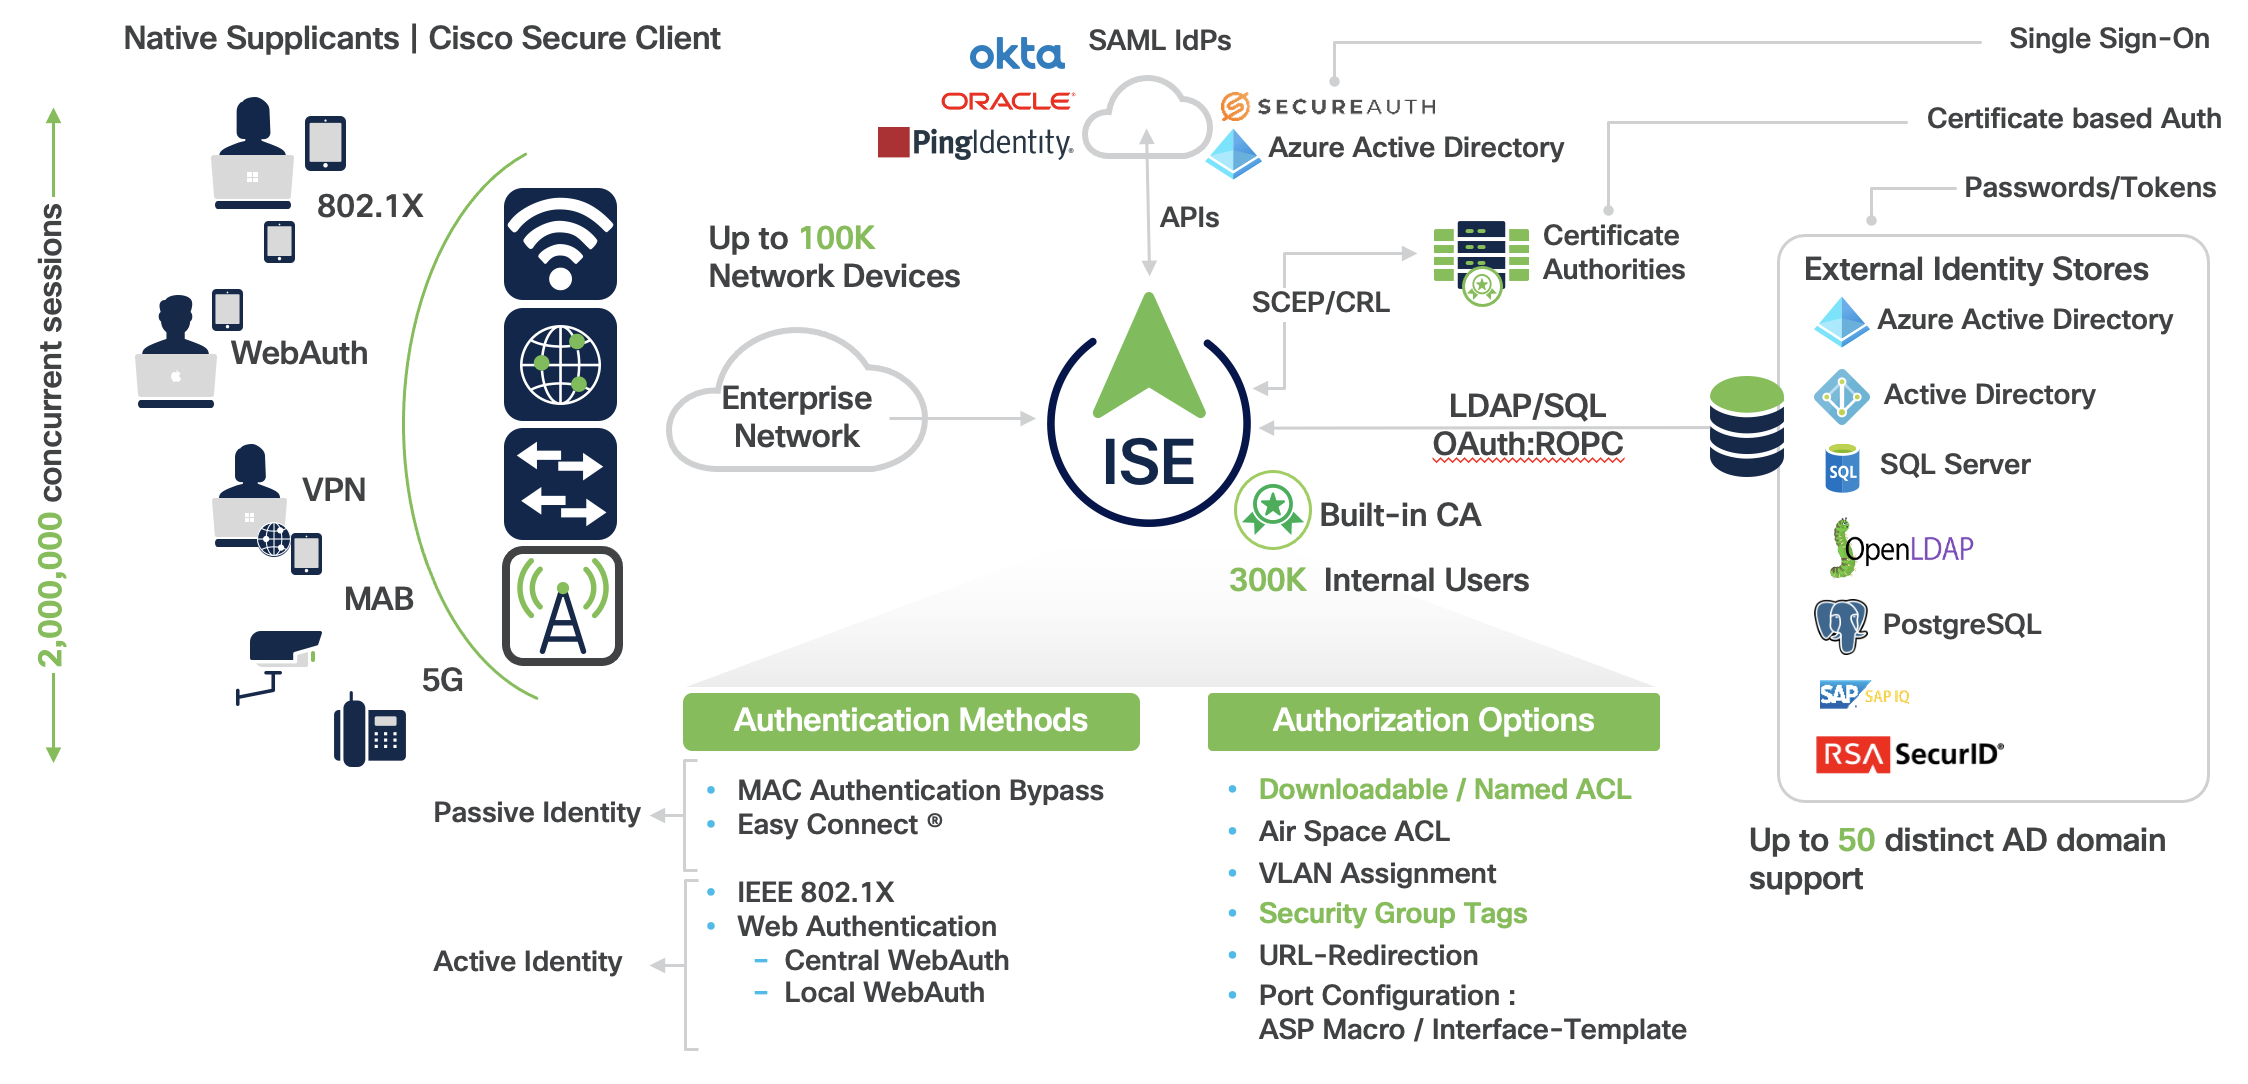 Native Supplicants | Cisco Secure Client
2,000,000 concurrent sessions
802.1X
WebAuth
VPN
MAB
5G
Up to 100K
Network Devices
Enterprise
Network
okta
ORACLE
PingIdentity
SAML IdPs
SECUREAUTH
Azure Active Directory
APIs
Single Sign-On
Certificate based Auth
Passwords/Tokens
SCEP/CRL
Certificate
Authorities
ISE
LDAP/SQL
OAuth:ROPC
Built-in CA
300K Internal Users
External Identity Stores
Azure Active Directory
Active Directory
SQL
SQL Server
OpenLDAP
PostgreSQL
SAP SAP IQ
RSA SecurID®
Up to 50 distinct AD domain
support
Authentication Methods
Passive Identity
• MAC Authentication Bypass
• Easy Connect ®
Active Identity
• IEEE 802.1X
• Web Authentication
– Central WebAuth
– Local WebAuth
Authorization Options
• Downloadable / Named ACL
• Air Space ACL
• VLAN Assignment
• Security Group Tags
• URL-Redirection
• Port Configuration :
ASP Macro / Interface-Template